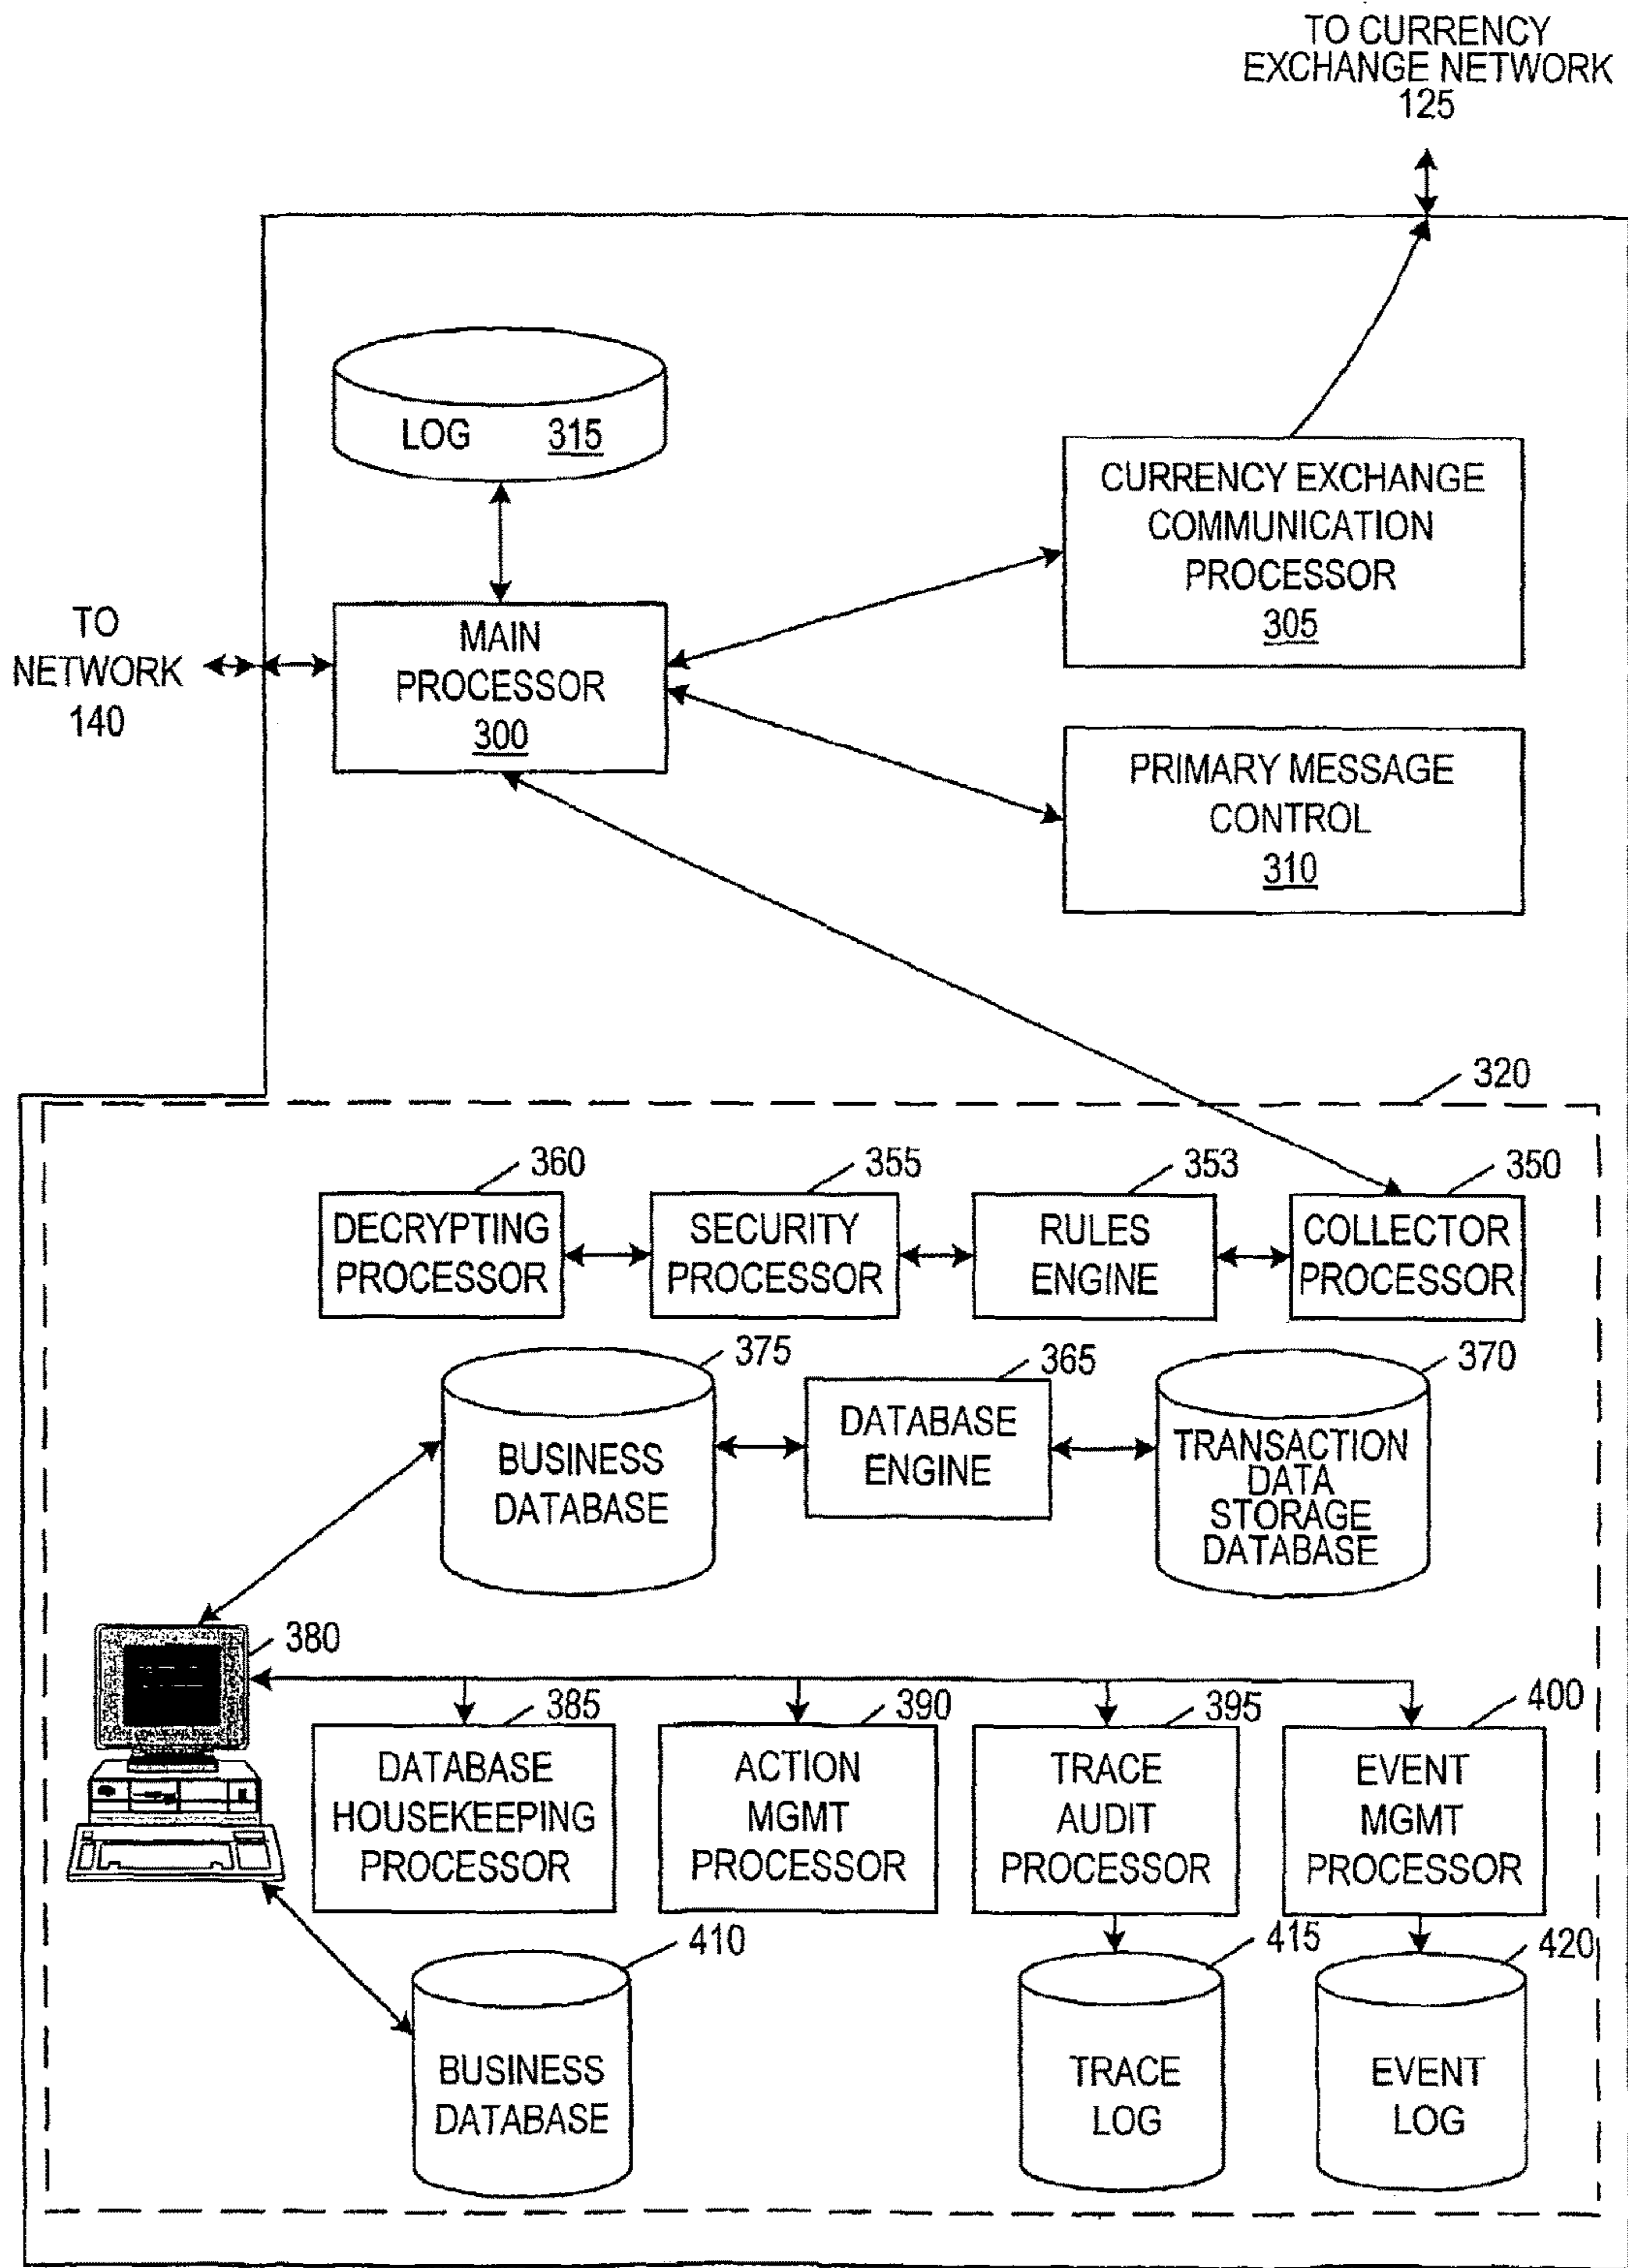 TO CURRENCY
EXCHANGE NETWORK
125
LOG 315
CURRENCY EXCHANGE
COMMUNICATION
PROCESSOR
305
TO
NETWORK
140
MAIN
PROCESSOR
300
PRIMARY MESSAGE
CONTROL
310
320
360
355
353
350
DECRYPTING
PROCESSOR
SECURITY
PROCESSOR
RULES
ENGINE
COLLECTOR
PROCESSOR
375
365
370
BUSINESS
DATABASE
DATABASE
ENGINE
TRANSACTION
DATA
STORAGE
DATABASE
380
385
390
395
400
DATABASE
HOUSEKEEPING
PROCESSOR
ACTION
MGMT
PROCESSOR
TRACE
AUDIT
PROCESSOR
EVENT
MGMT
PROCESSOR
410
415
420
BUSINESS
DATABASE
TRACE
LOG
EVENT
LOG